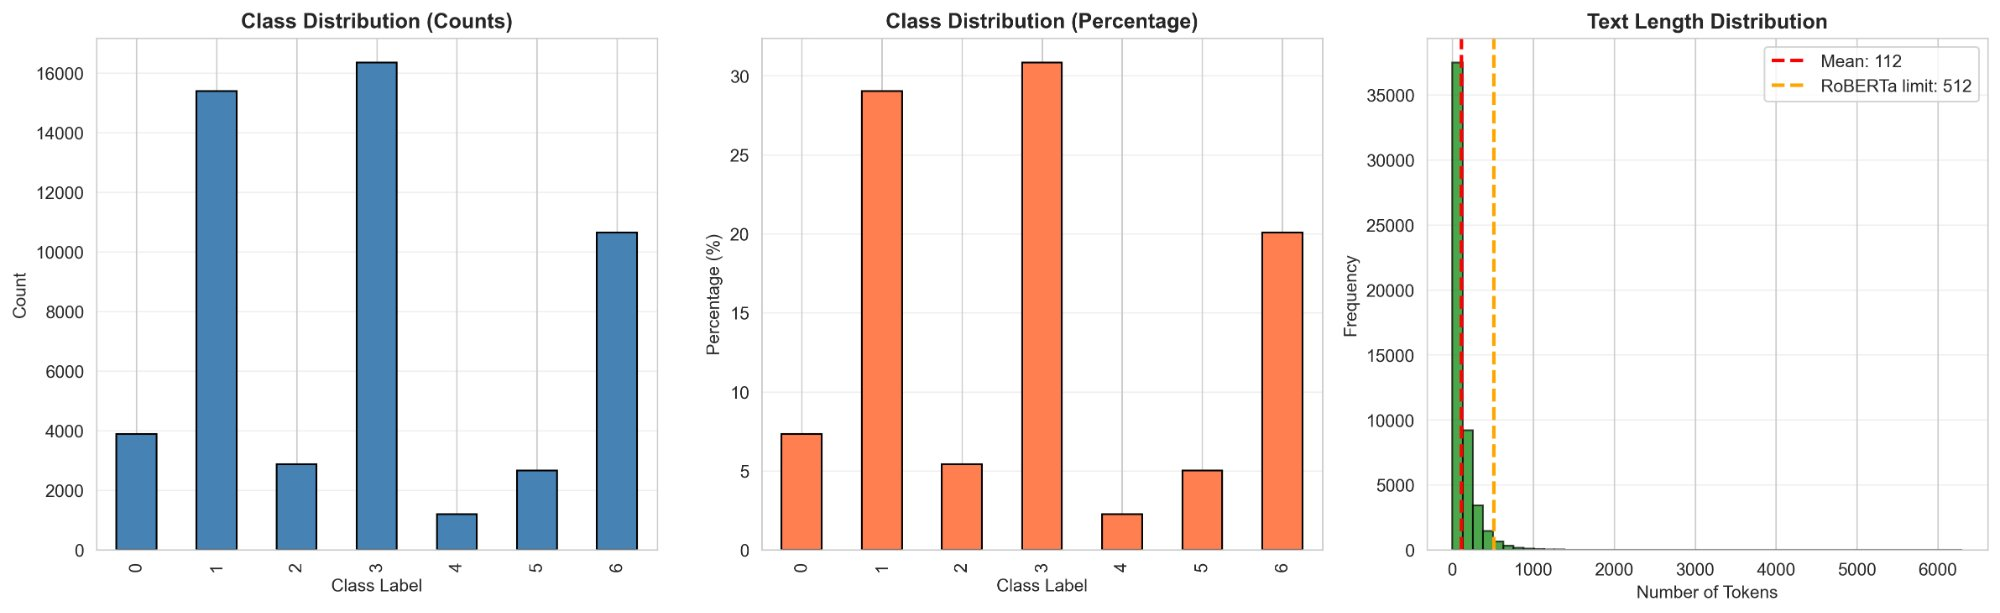 Class Distribution (Counts)
Count
16000
14000
12000
10000
8000
6000
4000
2000
0
0 1 2 3 4 5 6
Class Label
Class Distribution (Percentage)
Percentage (%)
30
25
20
15
10
5
0
0 1 2 3 4 5 6
Class Label
Text Length Distribution
Mean: 112
RoBERTa limit: 512
Frequency
35000
30000
25000
20000
15000
10000
5000
0
0 1000 2000 3000 4000 5000 6000
Number of Tokens